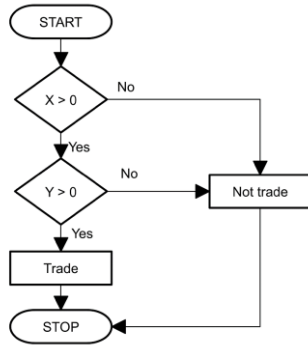 START
No
X > 0
Yes
No
Y > 0
Not trade
Yes
Trade
STOP